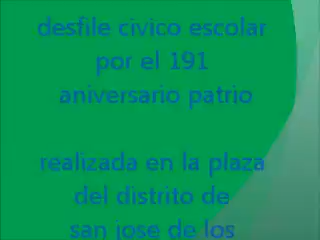 desfile civico escolar
por el 191
aniversario patrio
realizada en la plaza
del distrito de
san jose de los